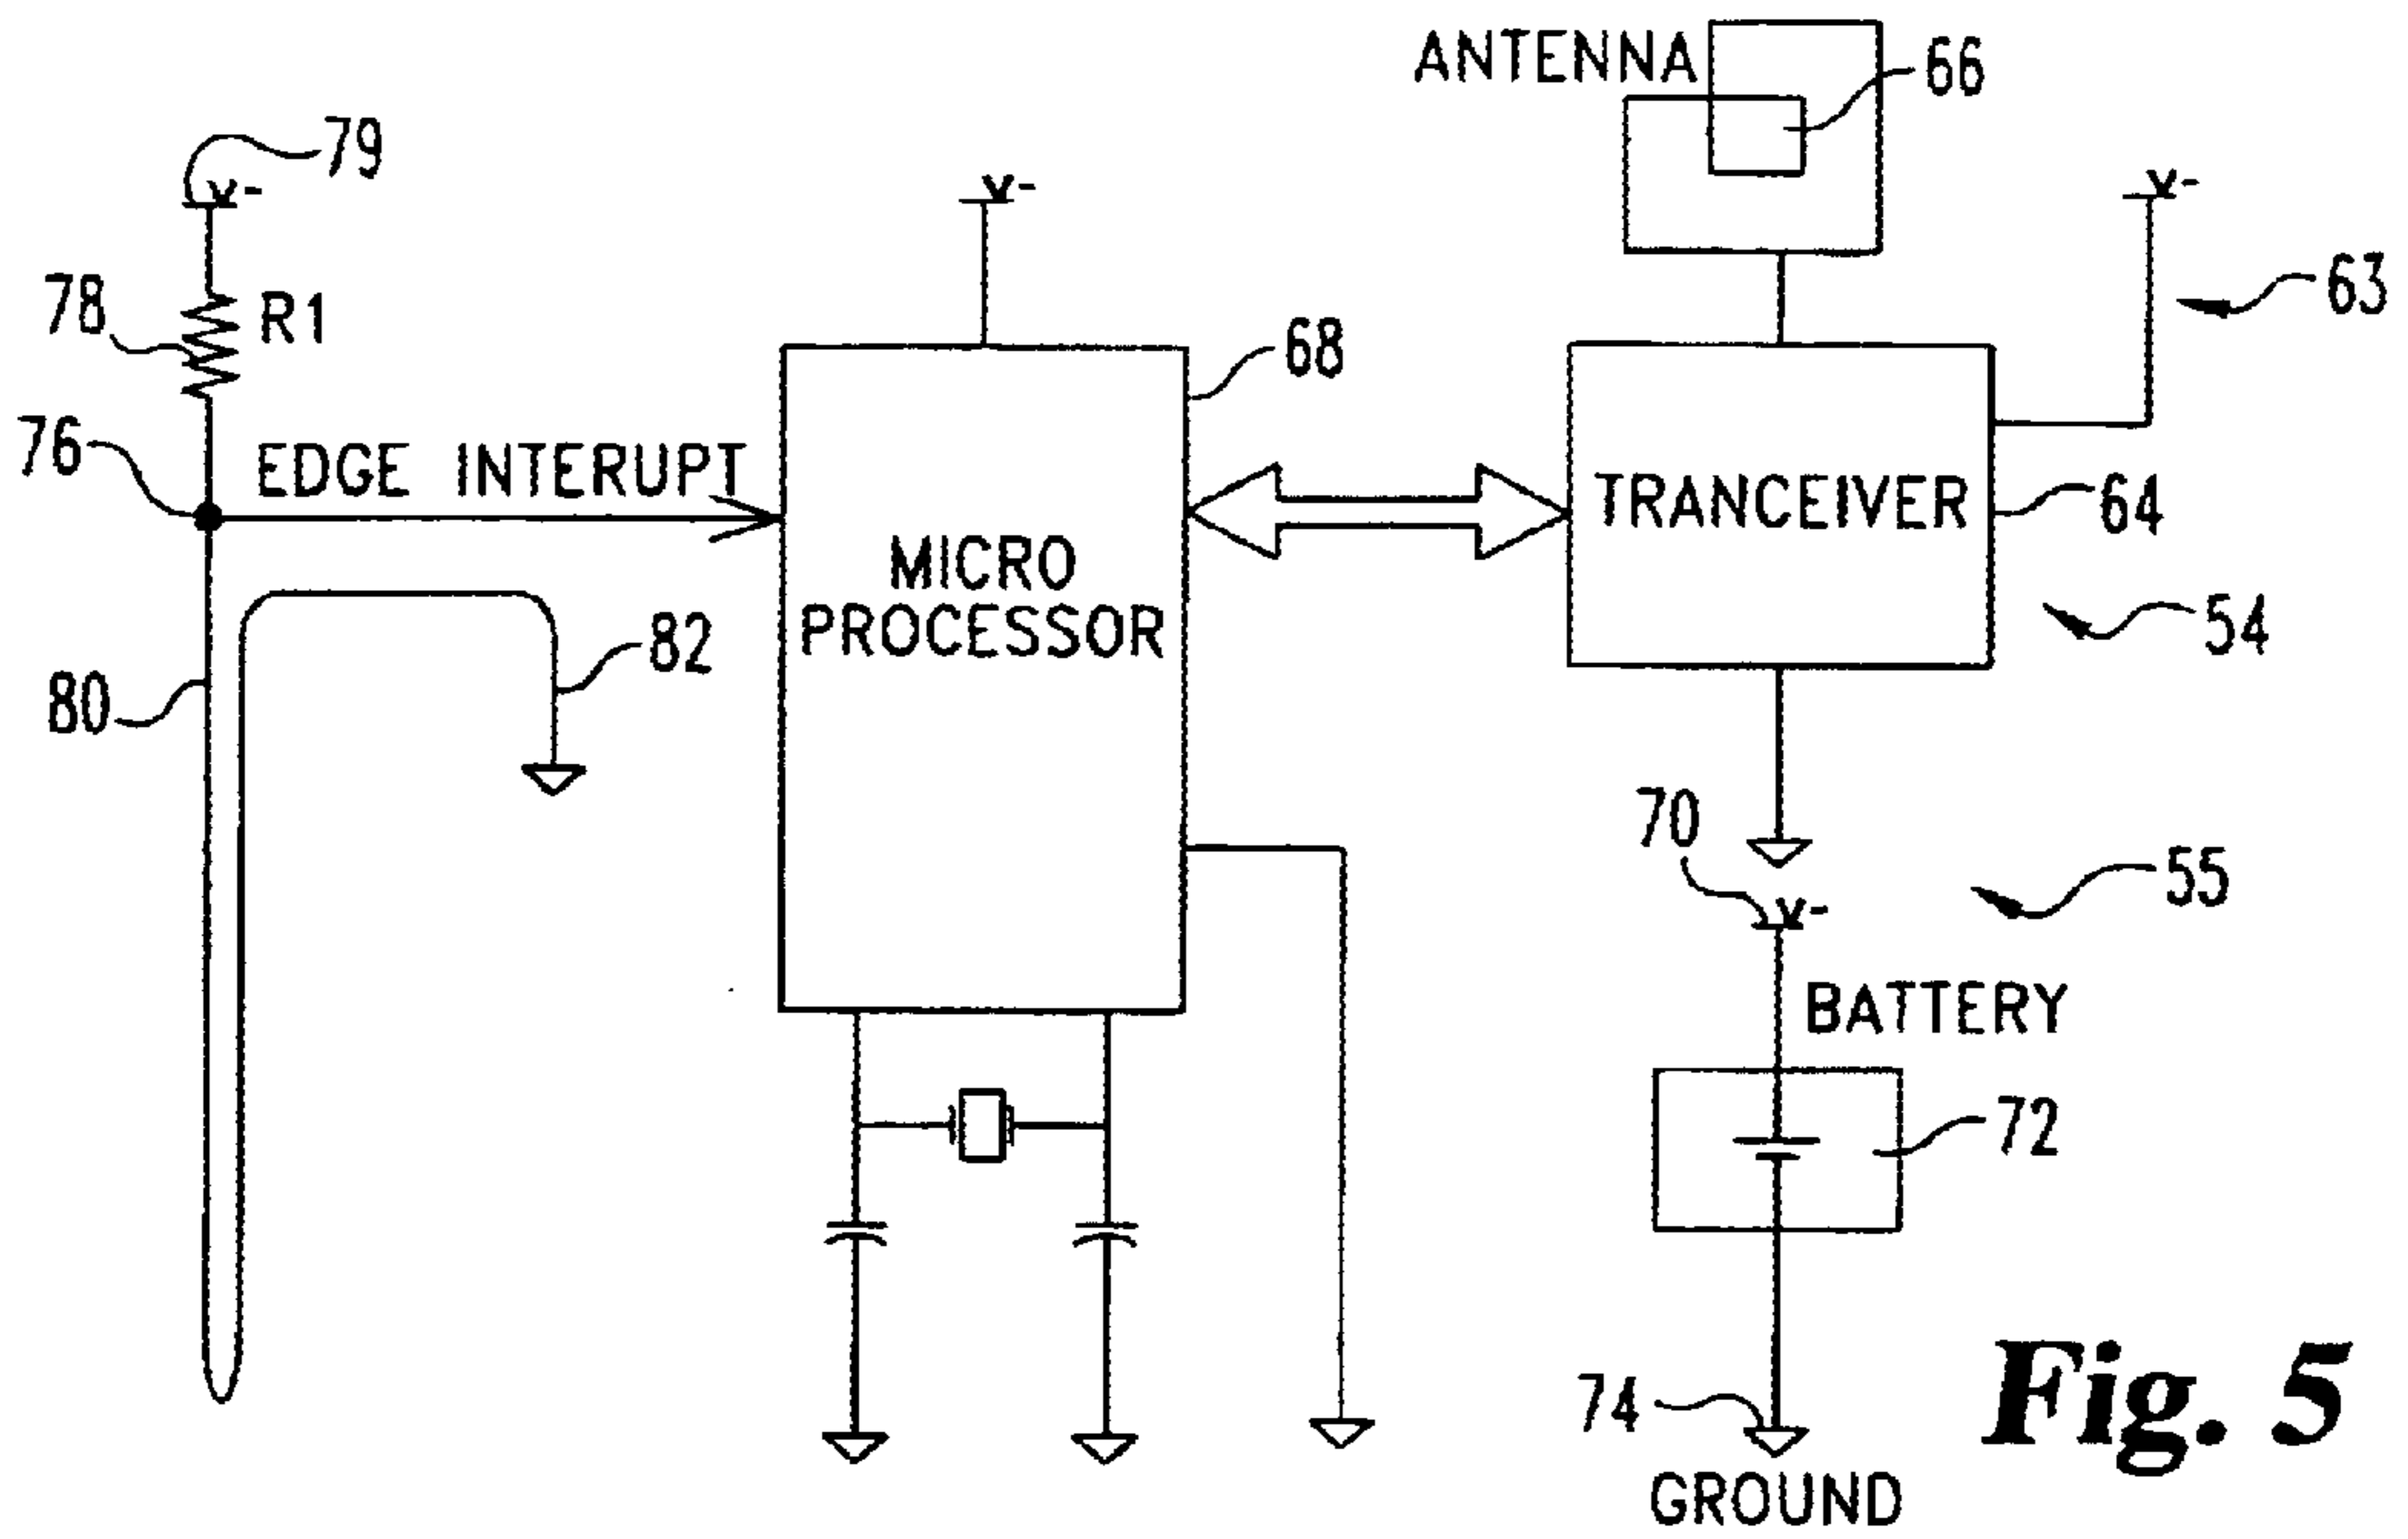 ANTENNA
66
79
V-
V-
V-
63
78
R1
68
76
EDGE INTERUPT
TRANCEIVER
64
MICRO
PROCESSOR
54
82
80
70
V-
55
BATTERY
72
74
GROUND
Fig. 5